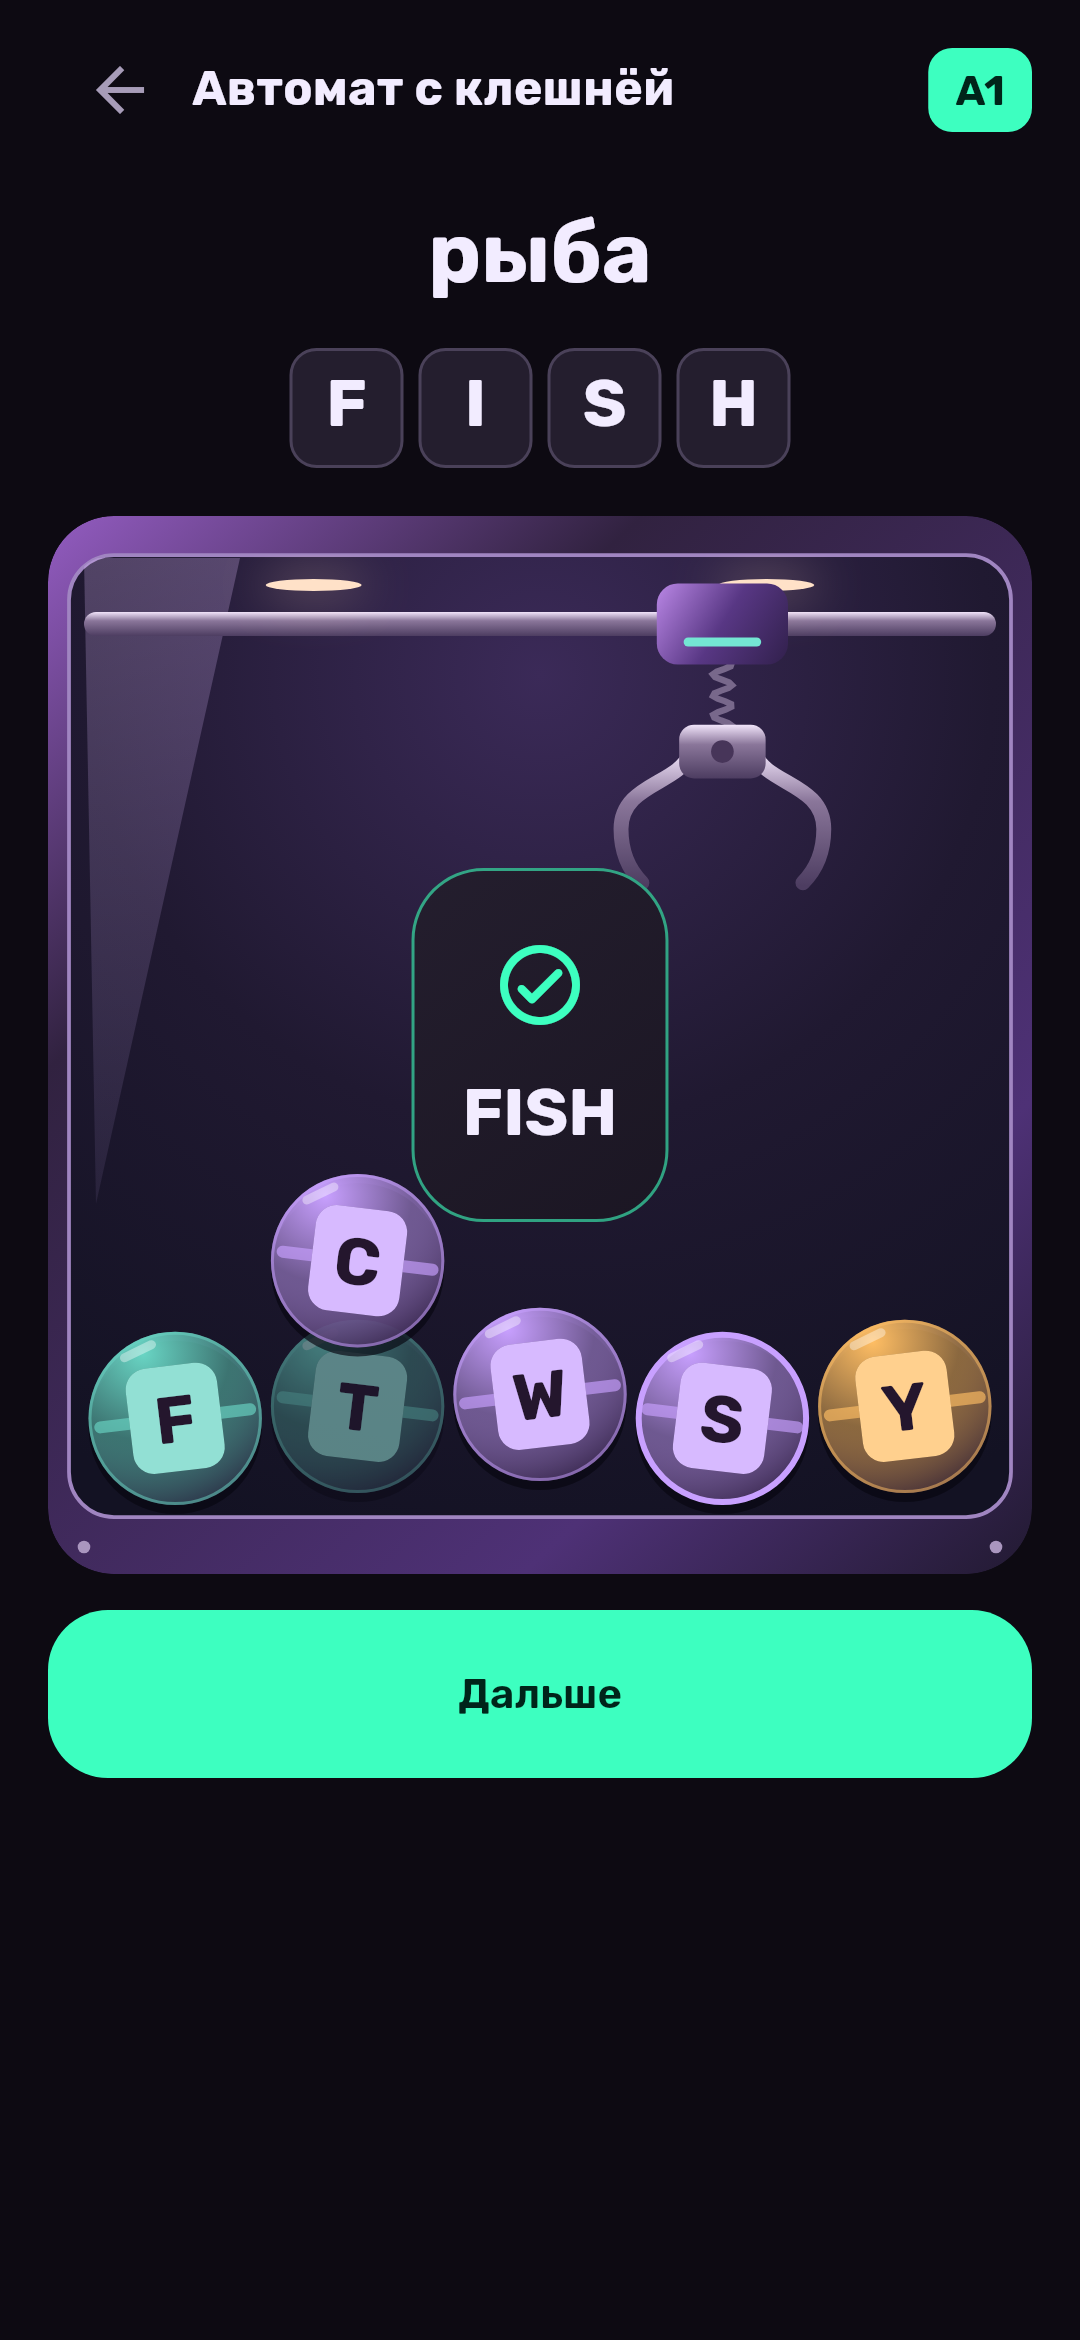 Автомат с клешнёй
A1
рыба
F I S H
FISH
C
F T W S Y
Дальше